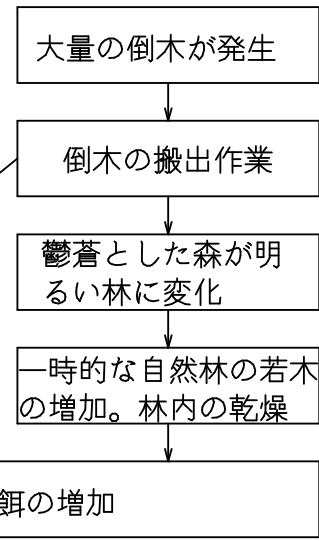 大量の倒木が発生
倒木の搬出作業
鬱蒼とした森が明
るい林に変化
一時的な自然林の若木
の増加。林内の乾燥
餌の増加